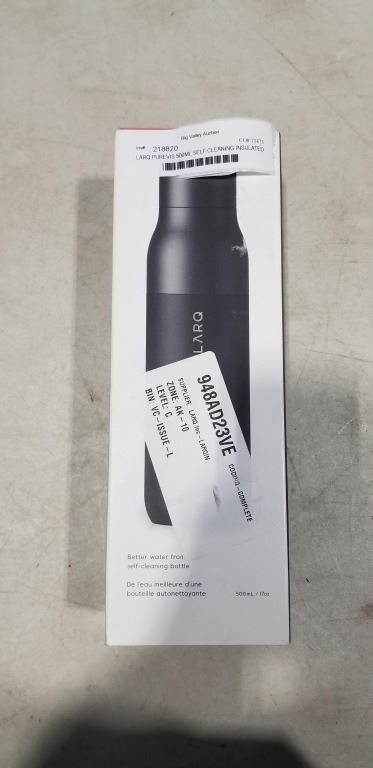 Big Valley Auction
Inv# 218820
LARQ PUREVIS 500ML SELF CLEANING INSULATED
LARQ
948AD23VE
SUPPLIER: LARQ Inc-LARQIN
CODING-COMPLETE
ZONE: AK-10
LEVEL: C
BIN: VC-ISSUE-L
Better water from
self-cleaning bottle
De l'eau meilleure d'une
bouteille autonettoyante
500mL / 17oz